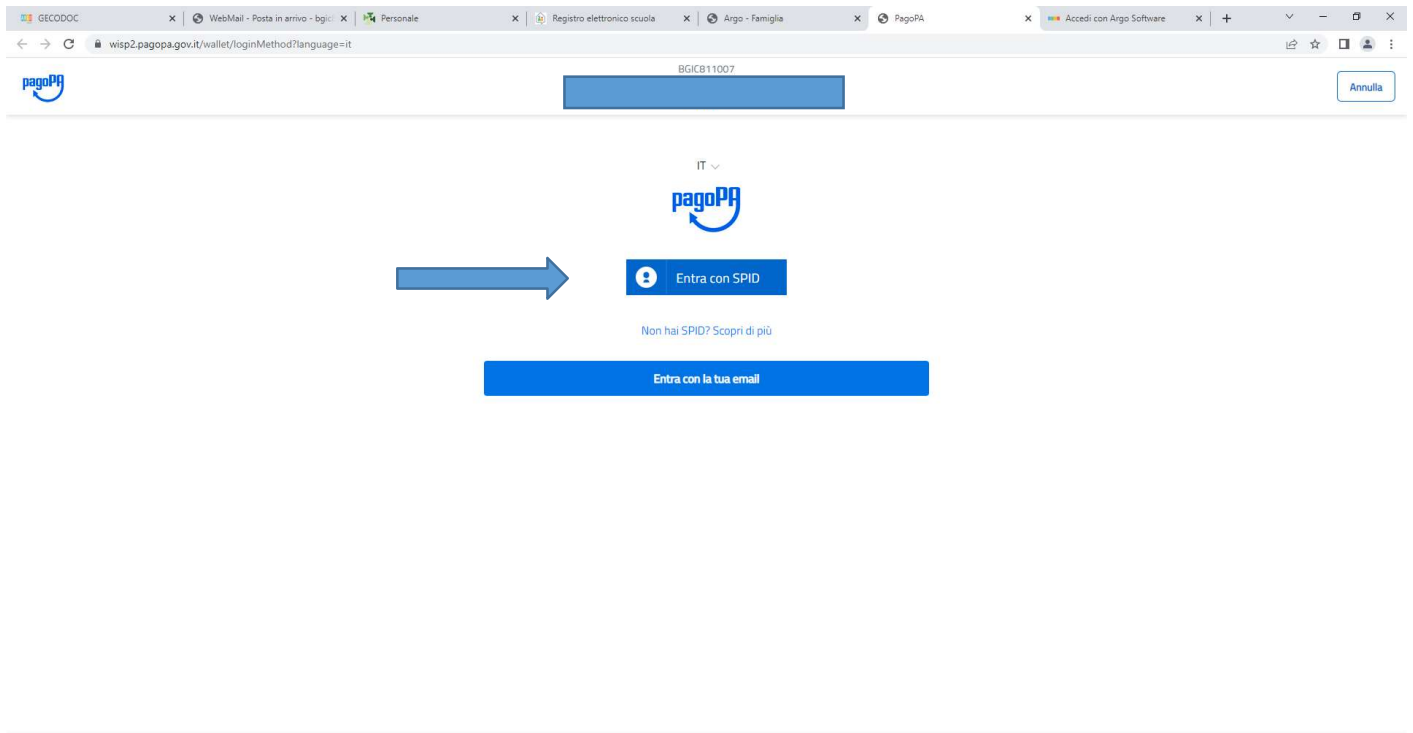 GECODOC
WebMail - Posta in arrivo - bgic
Personale
Registro elettronico scuola
Argo - Famiglia
PagoPA
Accedi con Argo Software
wisp2.pagopa.gov.it/wallet/loginMethod?language=it
pagoPA
BGIC811007
Annulla
IT
pagoPA
Entra con SPID
Non hai SPID? Scopri di più
Entra con la tua email